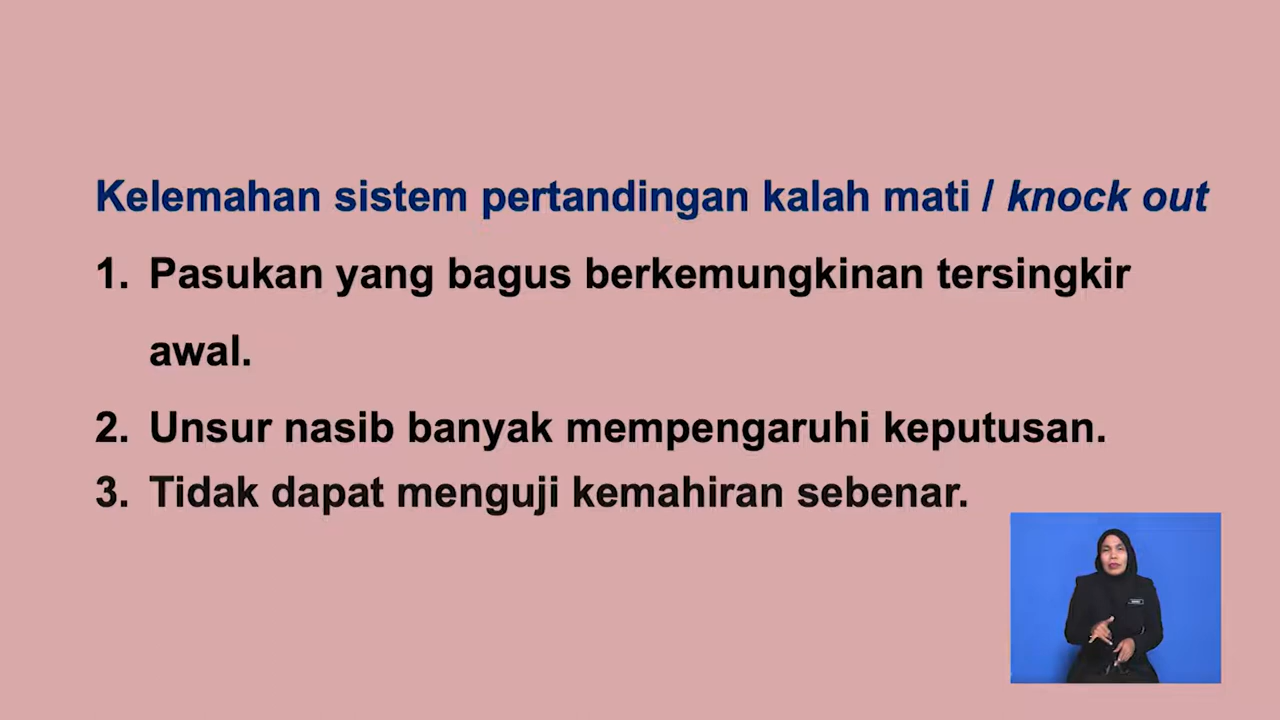 Kelemahan sistem pertandingan kalah mati / knock out
1. Pasukan yang bagus berkemungkinan tersingkir
awal.
2. Unsur nasib banyak mempengaruhi keputusan.
3. Tidak dapat menguji kemahiran sebenar.